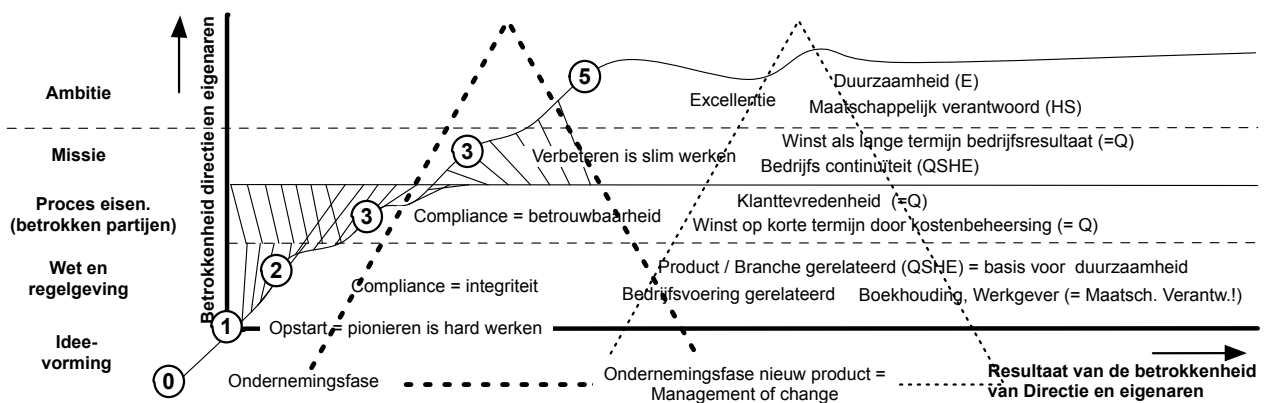 Ambitie
Missie
Proces eisen.
(betrokken partijen)
Wet en
regelgeving
Idee-
vorming
Betrokkenheid directie en eigenaren
5
3
3
2
1
0
Excellentie
Duurzaamheid (E)
Maatschappelijk verantwoord (HS)
Verbeteren is slim werken
Winst als lange termijn bedrijfsresultaat (=Q)
Bedrijfs continuïteit (QSHE)
Compliance = betrouwbaarheid
Klanttevredenheid (=Q)
Winst op korte termijn door kostenbeheersing (= Q)
Compliance = integriteit
Product / Branche gerelateerd (QSHE) = basis voor duurzaamheid
Bedrijfsvoering gerelateerd
Boekhouding, Werkgever (= Maatsch. Verantw.!)
Opstart = pionieren is hard werken
Ondernemingsfase
Ondernemingsfase nieuw product =
Management of change
Resultaat van de betrokkenheid
van Directie en eigenaren